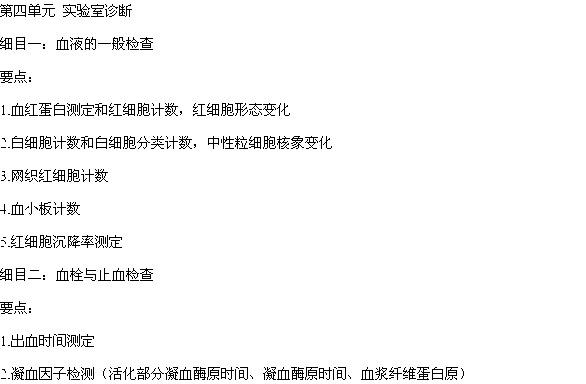 第四单元 实验室诊断
细目一：血液的一般检查
要点：
1.血红蛋白测定和红细胞计数，红细胞形态变化
2.白细胞计数和白细胞分类计数，中性粒细胞核象变化
3.网织红细胞计数
4.血小板计数
5.红细胞沉降率测定
细目二：血栓与止血检查
要点：
1.出血时间测定
2.凝血因子检测（活化部分凝血酶原时间、凝血酶原时间、血浆纤维蛋白原）